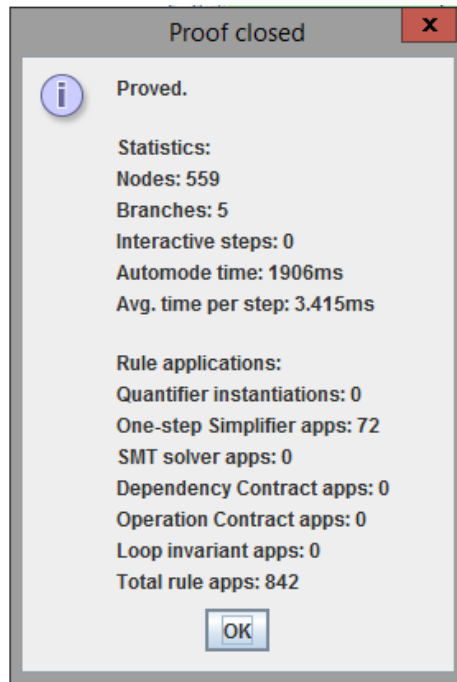 Proof closed
x
i
Proved.
Statistics:
Nodes: 559
Branches: 5
Interactive steps: 0
Automode time: 1906ms
Avg. time per step: 3.415ms
Rule applications:
Quantifier instantiations: 0
One-step Simplifier apps: 72
SMT solver apps: 0
Dependency Contract apps: 0
Operation Contract apps: 0
Loop invariant apps: 0
Total rule apps: 842
OK